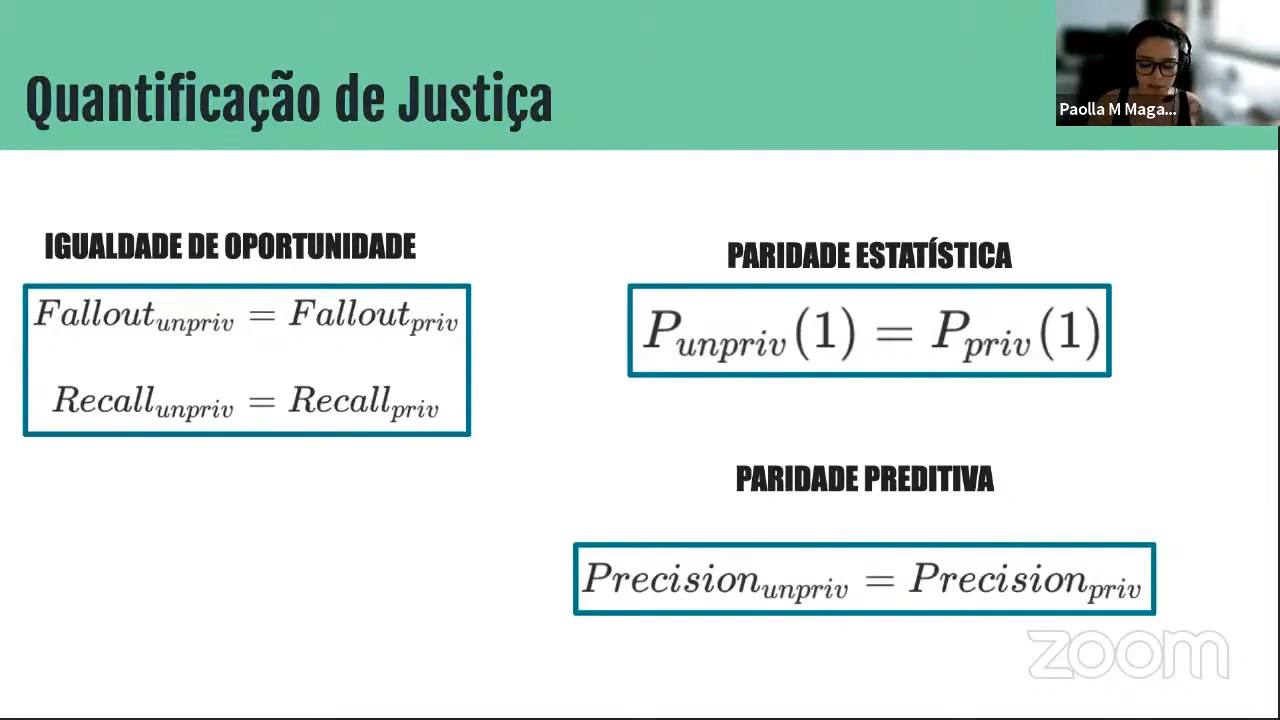 Quantificação de Justiça
Paolla M Maga...
IGUALDADE DE OPORTUNIDADE
Fallout_unpriv = Fallout_priv
Recall_unpriv = Recall_priv
PARIDADE ESTATÍSTICA
P_unpriv(1) = P_priv(1)
PARIDADE PREDITIVA
Precision_unpriv = Precision_priv
zoom